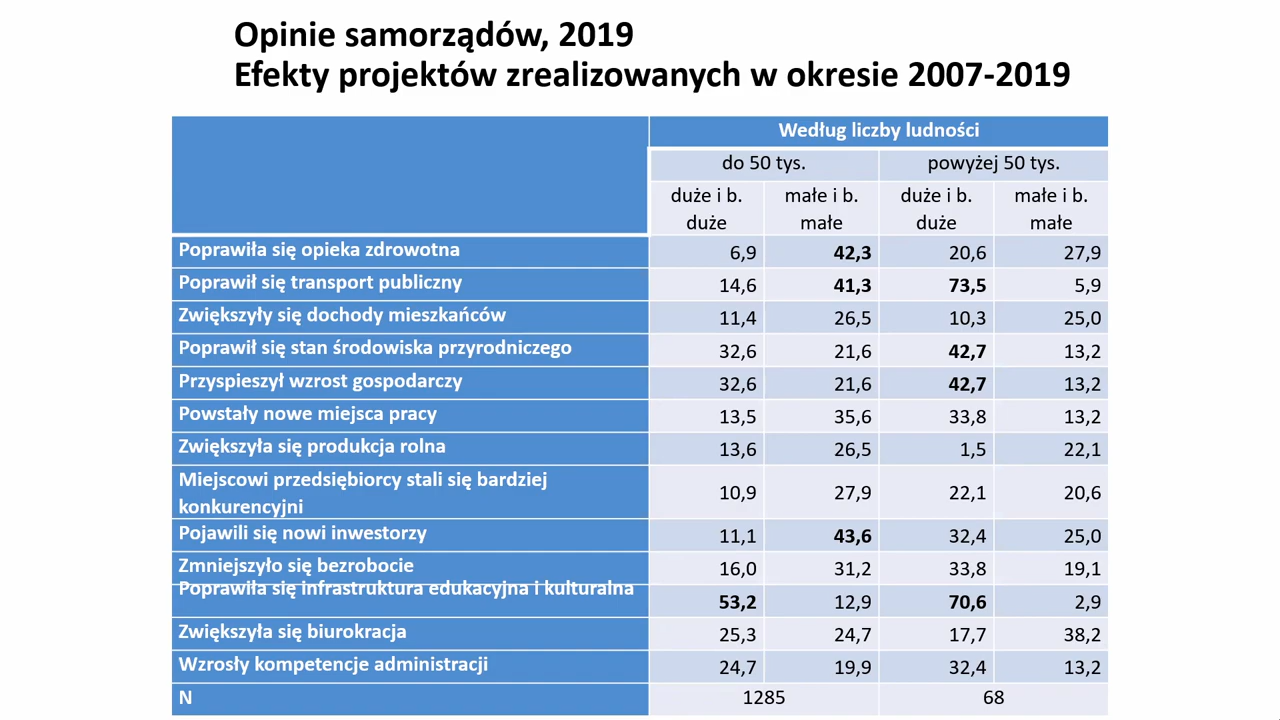 Opinie samorządów, 2019
Efekty projektów zrealizowanych w okresie 2007-2019
Według liczby ludności
do 50 tys. powyżej 50 tys.
duże i b. duże małe i b. małe duże i b. duże małe i b. małe
Poprawiła się opieka zdrowotna 6,9 42,3 20,6 27,9
Poprawił się transport publiczny 14,6 41,3 73,5 5,9
Zwiększyły się dochody mieszkańców 11,4 26,5 10,3 25,0
Poprawił się stan środowiska przyrodniczego 32,6 21,6 42,7 13,2
Przyspieszył wzrost gospodarczy 32,6 21,6 42,7 13,2
Powstały nowe miejsca pracy 13,5 35,6 33,8 13,2
Zwiększyła się produkcja rolna 13,6 26,5 1,5 22,1
Miejscowi przedsiębiorcy stali się bardziej
konkurencyjni 10,9 27,9 22,1 20,6
Pojawili się nowi inwestorzy 11,1 43,6 32,4 25,0
Zmniejszyło się bezrobocie 16,0 31,2 33,8 19,1
Poprawiła się infrastruktura edukacyjna i kulturalna 53,2 12,9 70,6 2,9
Zwiększyła się biurokracja 25,3 24,7 17,7 38,2
Wzrosły kompetencje administracji 24,7 19,9 32,4 13,2
N 1285 68